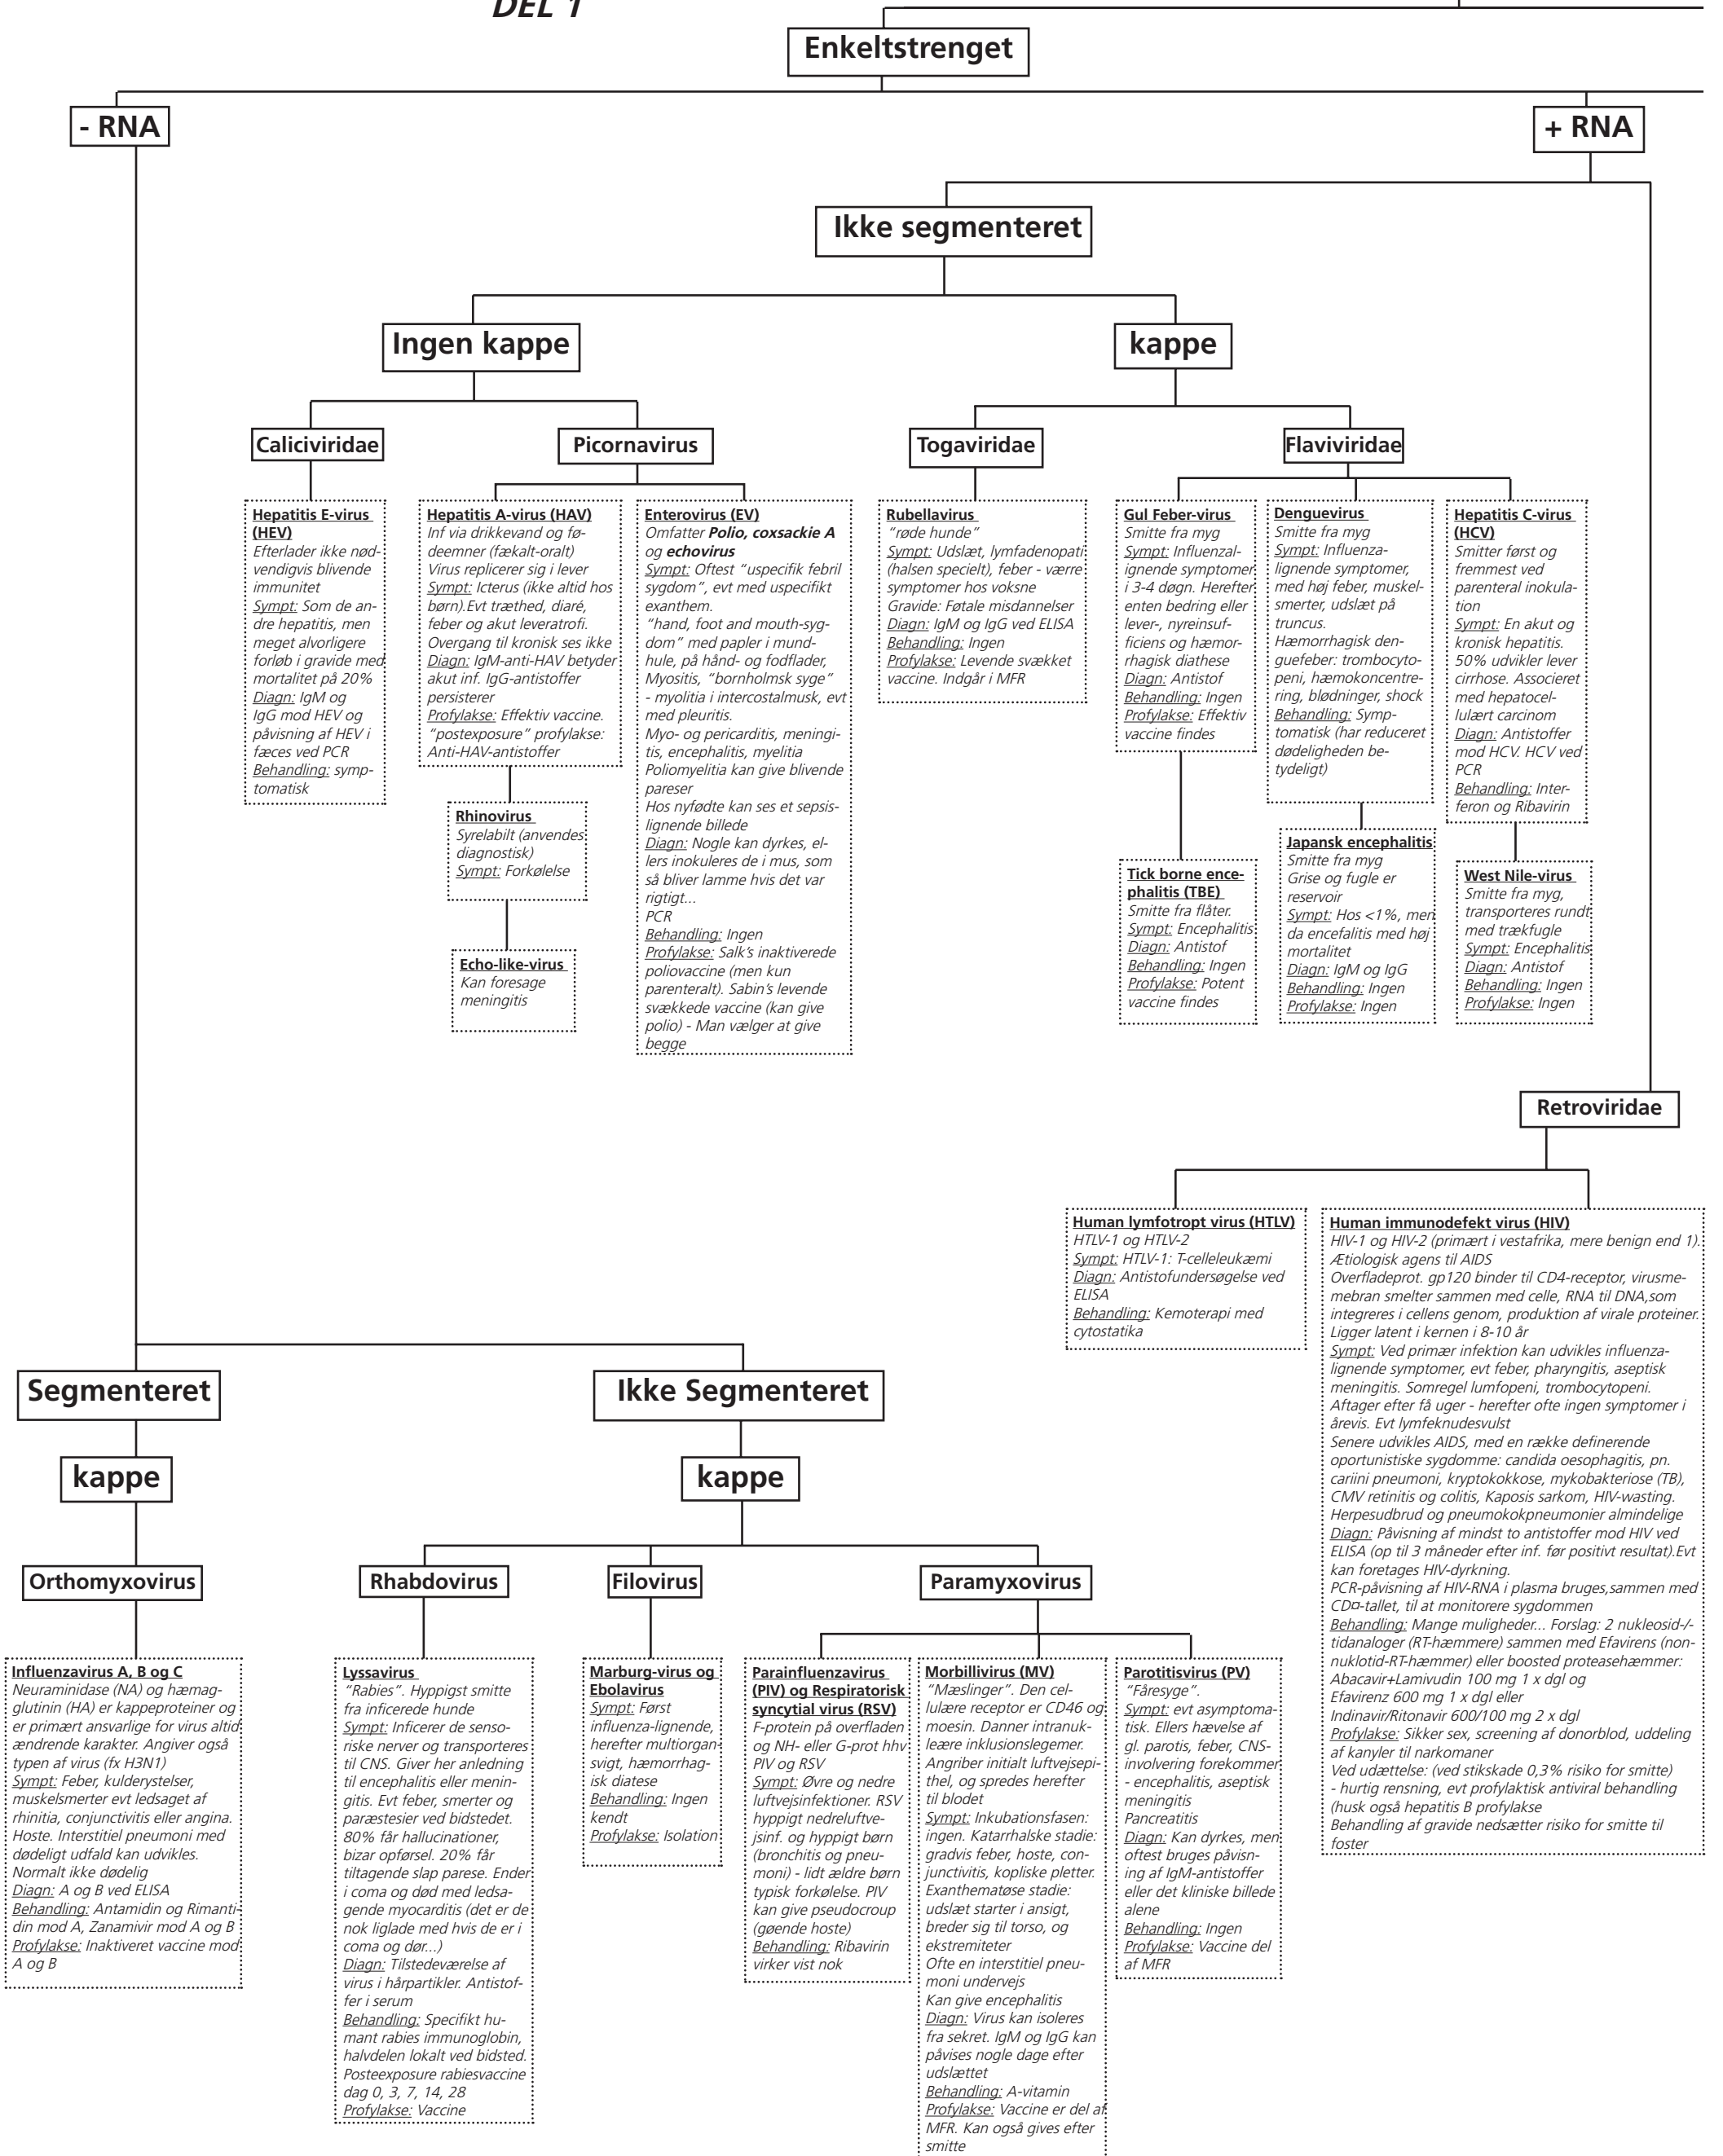 DEL 1
Enkeltstrenget
- RNA
+ RNA
Ikke segmenteret
Ingen kappe
kappe
Caliciviridae
Picornavirus
Togaviridae
Flaviviridae
Hepatitis E-virus
(HEV)
Efterlader ikke nød-
vendigvis blivende
immunitet
Sympt: Som de an-
dre hepatitis, men
meget alvorligere
forløb i gravide med
mortalitet på 20%
Diagn: IgM og
IgG mod HEV og
påvisning af HEV i
fæces ved PCR
Behandling: symp-
tomatisk
Hepatitis A-virus (HAV)
Inf via drikkevand og fø-
deemner (fækalt-oralt)
Virus replicerer sig i lever
Sympt: Icterus (ikke altid hos
børn).Evt træthed, diaré,
feber og akut leveratrofi.
Overgang til kronisk ses ikke
Diagn: IgM-anti-HAV betyder
akut inf. IgG-antistoffer
persisterer
Profylakse: Effektiv vaccine.
"postexposure" profylakse:
Anti-HAV-antistoffer
Rhinovirus
Syrelabilt (anvendes
diagnostisk)
Sympt: Forkølelse
Echo-like-virus
Kan foresage
meningitis
Enterovirus (EV)
Omfatter Polio, coxsackie A
og echovirus
Sympt: Oftest "uspecifik febril
sygdom", evt med uspecifikt
exanthem.
"hand, foot and mouth-syg-
dom" med papler i mund-
hule, på hånd- og fodflader,
Myositis, "bornholmsk syge"
- myolitia i intercostalmusk, evt
med pleuritis.
Myo- og pericarditis, meningi-
tis, encephalitis, myelitia
Poliomyelitia kan give blivende
pareser
Hos nyfødte kan ses et sepsis-
lignende billede
Diagn: Nogle kan dyrkes, el-
lers inokuleres de i mus, som
så bliver lamme hvis det var
rigtigt...
PCR
Behandling: Ingen
Profylakse: Salk's inaktiverede
poliovaccine (men kun
parenteralt). Sabin's levende
svækkede vaccine (kan give
polio) - Man vælger at give
begge
Rubellavirus
"røde hunde"
Sympt: Udslæt, lymfadenopati
(halsen specielt), feber - værre
symptomer hos voksne
Gravide: Føtale misdannelser
Diagn: IgM og IgG ved ELISA
Behandling: Ingen
Profylakse: Levende svækket
vaccine. Indgår i MFR
Gul Feber-virus
Smitte fra myg
Sympt: Influenzal-
ignende symptomer
i 3-4 døgn. Herefter
enten bedring eller
lever-, nyreinsuf-
ficiens og hæmor-
rhagisk diathese
Diagn: Antistof
Behandling: Ingen
Profylakse: Effektiv
vaccine findes
Tick borne ence-
phalitis (TBE)
Smitte fra flåter.
Sympt: Encephalitis
Diagn: Antistof
Behandling: Ingen
Profylakse: Potent
vaccine findes
Denguevirus
Smitte fra myg
Sympt: Influenza-
lignende symptomer,
med høj feber, muskel-
smerter, udslæt på
truncus.
Hæmorrhagisk den-
guefeber: trombocyto-
peni, hæmokoncentre-
ring, blødninger, shock
Behandling: Symp-
tomatisk (har reduceret
dødeligheden be-
tydeligt)
Japansk encephalitis
Smitte fra myg
Grise og fugle er
reservoir
Sympt: Hos <1%, men
da encefalitis med høj
mortalitet
Diagn: IgM og IgG
Behandling: Ingen
Profylakse: Ingen
Hepatitis C-virus
(HCV)
Smitter først og
fremmest ved
parenteral inokula-
tion
Sympt: En akut og
kronisk hepatitis.
50% udvikler lever
cirrhose. Associeret
med hepatocel-
lulært carcinom
Diagn: Antistoffer
mod HCV. HCV ved
PCR
Behandling: Inter-
feron og Ribavirin
West Nile-virus
Smitte fra myg,
transporteres rundt
med trækfugle
Sympt: Encephalitis
Diagn: Antistof
Behandling: Ingen
Profylakse: Ingen
Retroviridae
Human lymfotropt virus (HTLV)
HTLV-1 og HTLV-2
Sympt: HTLV-1: T-celleleukæmi
Diagn: Antistofundersøgelse ved
ELISA
Behandling: Kemoterapi med
cytostatika
Human immunodefekt virus (HIV)
HIV-1 og HIV-2 (primært i vestafrika, mere benign end 1).
Ætiologisk agens til AIDS
Overfladeprot. gp120 binder til CD4-receptor, virusme-
mebran smelter sammen med celle, RNA til DNA,som
integreres i cellens genom, produktion af virale proteiner.
Ligger latent i kernen i 8-10 år
Sympt: Ved primær infektion kan udvikles influenza-
lignende symptomer, evt feber, pharyngitis, aseptisk
meningitis. Somregel lumfopeni, trombocytopeni.
Aftager efter få uger - herefter ofte ingen symptomer i
årevis. Evt lymfeknudesvulst
Senere udvikles AIDS, med en række definerende
oportunistiske sygdomme: candida oesophagitis, pn.
cariini pneumoni, kryptokokkose, mykobakteriose (TB),
CMV retinitis og colitis, Kaposis sarkom, HIV-wasting.
Herpesudbrud og pneumokokpneumonier almindelige
Diagn: Påvisning af mindst to antistoffer mod HIV ved
ELISA (op til 3 måneder efter inf. før positivt resultat).Evt
kan foretages HIV-dyrkning.
PCR-påvisning af HIV-RNA i plasma bruges,sammen med
CD¤-tallet, til at monitorere sygdommen
Behandling: Mange muligheder... Forslag: 2 nukleosid-/-
tidanaloger (RT-hæmmere) sammen med Efavirens (non-
nuklotid-RT-hæmmer) eller boosted proteasehæmmer:
Abacavir+Lamivudin 100 mg 1 x dgl og
Efavirenz 600 mg 1 x dgl eller
Indinavir/Ritonavir 600/100 mg 2 x dgl
Profylakse: Sikker sex, screening af donorblod, uddeling
af kanyler til narkomaner
Ved udættelse: (ved stikskade 0,3% risiko for smitte)
- hurtig rensning, evt profylaktisk antiviral behandling
(husk også hepatitis B profylakse
Behandling af gravide nedsætter risiko for smitte til
foster
Segmenteret
Ikke Segmenteret
kappe
kappe
Orthomyxovirus
Rhabdovirus
Filovirus
Paramyxovirus
Influenzavirus A, B og C
Neuraminidase (NA) og hæmag-
glutinin (HA) er kappeproteiner og
er primært ansvarlige for virus altid
ændrende karakter. Angiver også
typen af virus (fx H3N1)
Sympt: Feber, kulderystelser,
muskelsmerter evt ledsaget af
rhinitia, conjunctivitis eller angina.
Hoste. Interstitiel pneumoni med
dødeligt udfald kan udvikles.
Normalt ikke dødelig
Diagn: A og B ved ELISA
Behandling: Antamidin og Rimanti-
din mod A, Zanamivir mod A og B
Profylakse: Inaktiveret vaccine mod
A og B
Lyssavirus
"Rabies". Hyppigst smitte
fra inficerede hunde
Sympt: Inficerer de senso-
riske nerver og transporteres
til CNS. Giver her anledning
til encephalitis eller menin-
gitis. Evt feber, smerter og
paræstesier ved bidstedet.
80% får hallucinationer,
bizar opførsel. 20% får
tiltagende slap parese. Ender
i coma og død med ledsa-
gende myocarditis (det er de
nok liglade med hvis de er i
coma og dør...)
Diagn: Tilstedeværelse af
virus i hårpartikler. Antistof-
fer i serum
Behandling: Specifikt hu-
mant rabies immunoglobin,
halvdelen lokalt ved bidsted.
Posteexposure rabiesvaccine
dag 0, 3, 7, 14, 28
Profylakse: Vaccine
Marburg-virus og
Ebolavirus
Sympt: Først
influenza-lignende,
herefter multiorgan-
svigt, hæmorrhag-
isk diatese
Behandling: Ingen
kendt
Profylakse: Isolation
Parainfluenzavirus
(PIV) og Respiratorisk
syncytial virus (RSV)
F-protein på overfladen
og NH- eller G-prot hhv
PIV og RSV
Sympt: Øvre og nedre
luftvejsinfektioner. RSV
hyppigt nedreluftve-
jsinf. og hyppigt børn
(bronchitis og pneu-
moni) - lidt ældre børn
typisk forkølelse. PIV
kan give pseudocroup
(gøende hoste)
Behandling: Ribavirin
virker vist nok
Morbillivirus (MV)
"Mæslinger". Den cel-
lulære receptor er CD46 og
moesin. Danner intranuk-
leære inklusionslegemer.
Angriber initialt luftvejsepi-
thel, og spredes herefter
til blodet
Sympt: Inkubationsfasen:
ingen. Katarrhalske stadie:
gradvis feber, hoste, con-
junctivitis, kopliske pletter.
Exanthematøse stadie:
udslæt starter i ansigt,
breder sig til torso, og
ekstremiteter
Ofte en interstitiel pneu-
moni undervejs
Kan give encephalitis
Diagn: Virus kan isoleres
fra sekret. IgM og IgG kan
påvises nogle dage efter
udslættet
Behandling: A-vitamin
Profylakse: Vaccine er del af
MFR. Kan også gives efter
smitte
Parotitisvirus (PV)
"Fåresyge".
Sympt: evt asymptoma-
tisk. Ellers hævelse af
gl. parotis, feber, CNS-
involvering forekommer
- encephalitis, aseptisk
meningitis
Pancreatitis
Diagn: Kan dyrkes, men
oftest bruges påvisn-
ing af IgM-antistoffer
eller det kliniske billede
alene
Behandling: Ingen
Profylakse: Vaccine del
af MFR